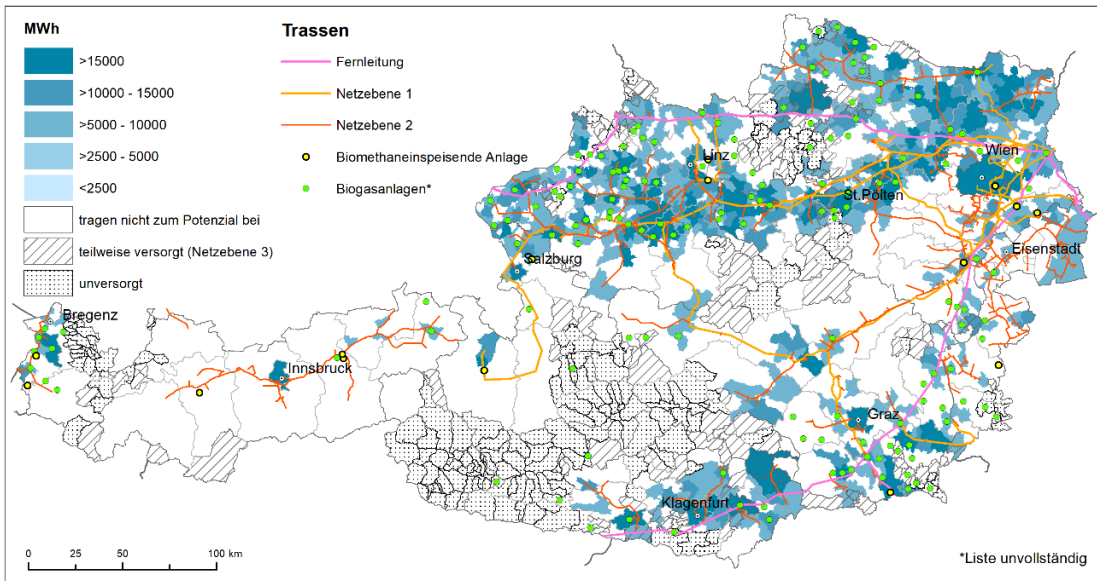 MWh
>15000
>10000 - 15000
>5000 - 10000
>2500 - 5000
<2500
tragen nicht zum Potenzial bei
teilweise versorgt (Netzebene 3)
unversorgt
Trassen
Fernleitung
Netzebene 1
Netzebene 2
Biomethaneinspeisende Anlage
Biogasanlagen*
Linz
Wien
St.Pölten
Eisenstadt
Salzburg
Bregenz
Innsbruck
Graz
Klagenfurt
0 25 50 100 km
*Liste unvollständig